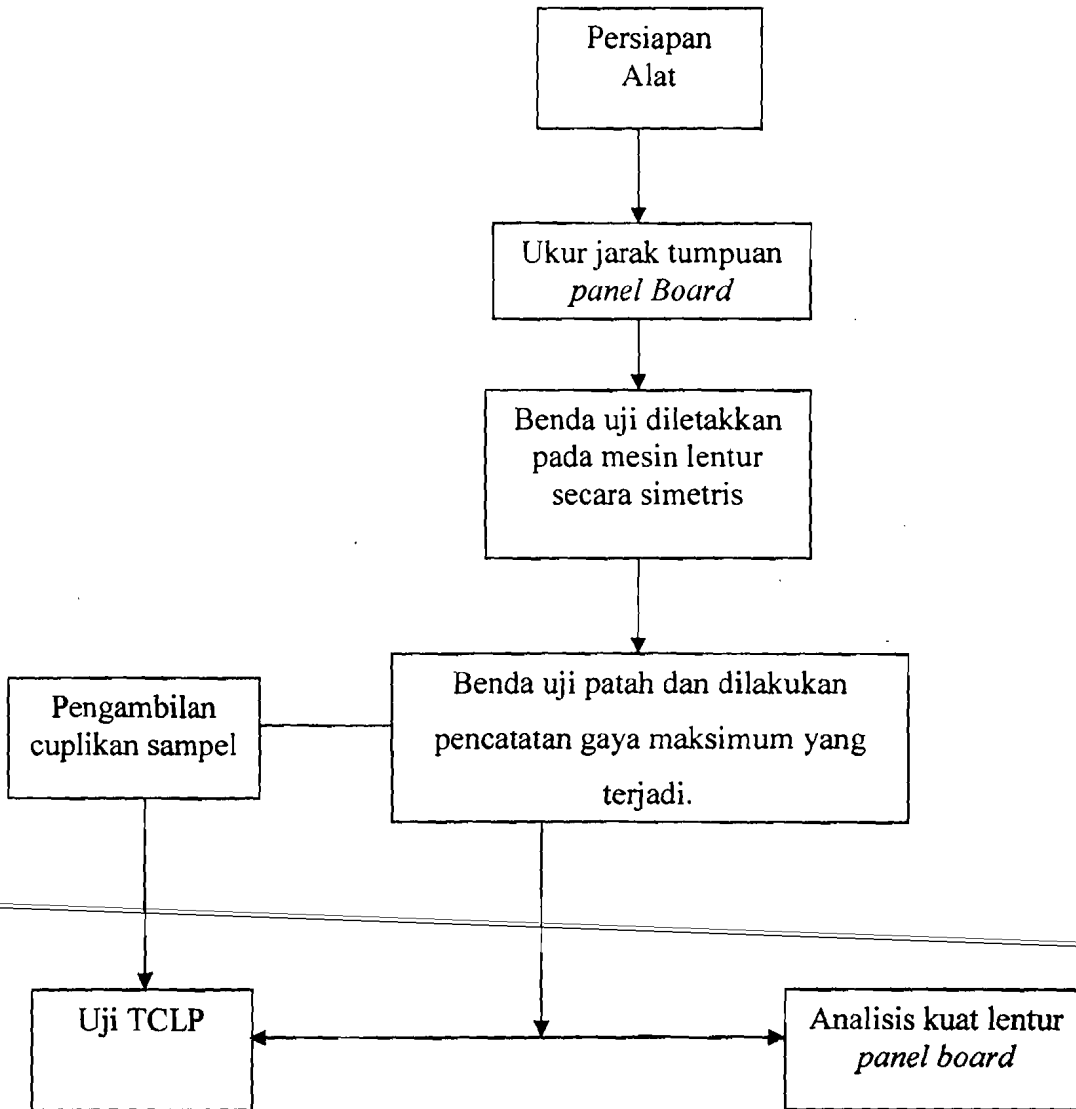 Persiapan
Alat
Ukur jarak tumpuan
panel Board
Benda uji diletakkan
pada mesin lentur
secara simetris
Benda uji patah dan dilakukan
pencatatan gaya maksimum yang
terjadi.
Pengambilan
cuplikan sampel
Uji TCLP
Analisis kuat lentur
panel board